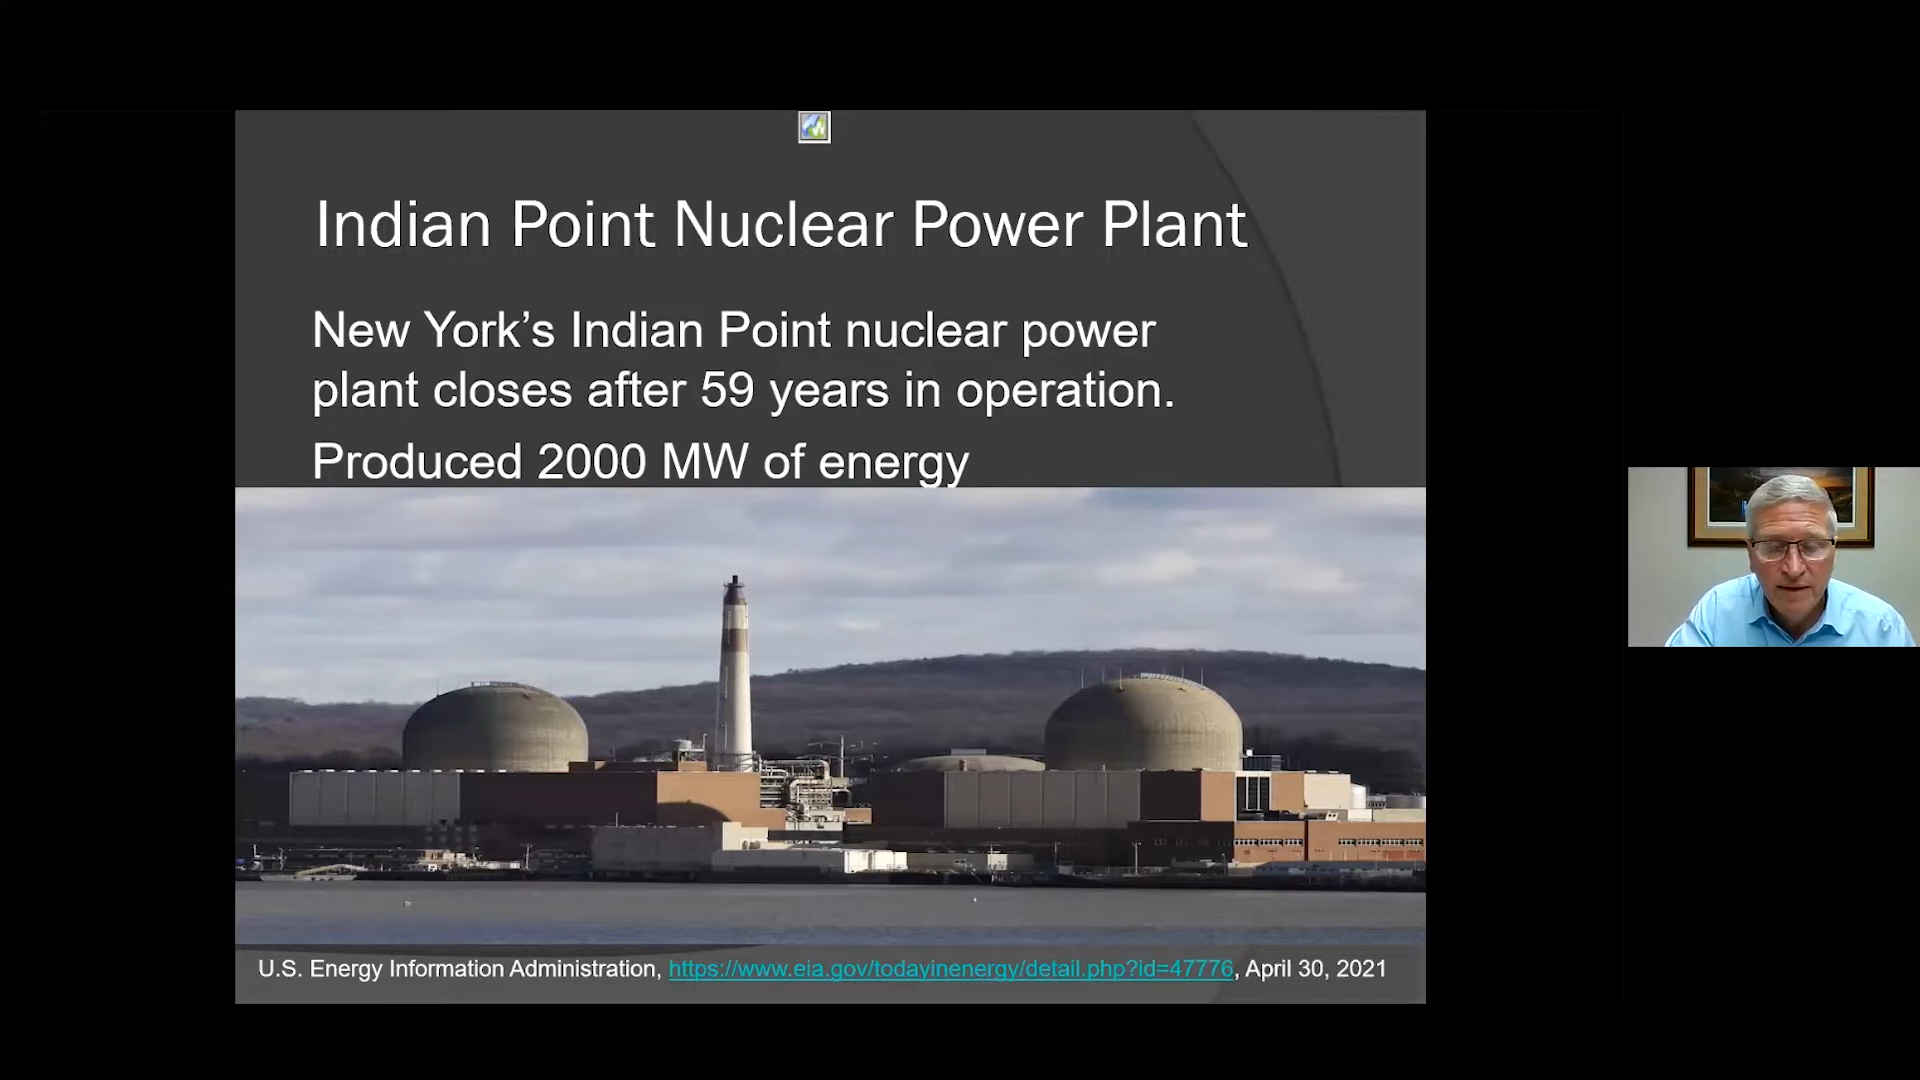 Indian Point Nuclear Power Plant
New York’s Indian Point nuclear power
plant closes after 59 years in operation.
Produced 2000 MW of energy
U.S. Energy Information Administration, https://www.eia.gov/todayinenergy/detail.php?id=47776, April 30, 2021